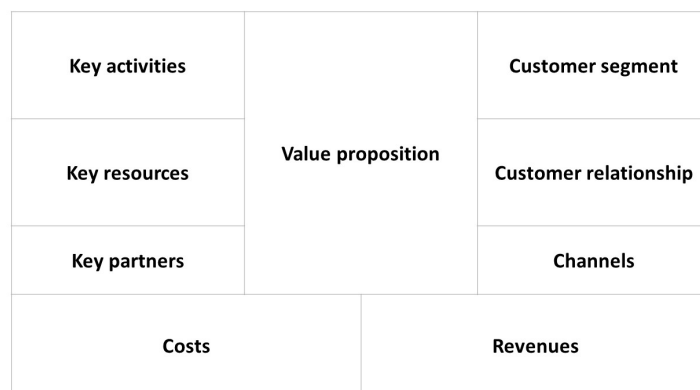 Key activities
Customer segment
Value proposition
Key resources
Customer relationship
Key partners
Channels
Costs
Revenues